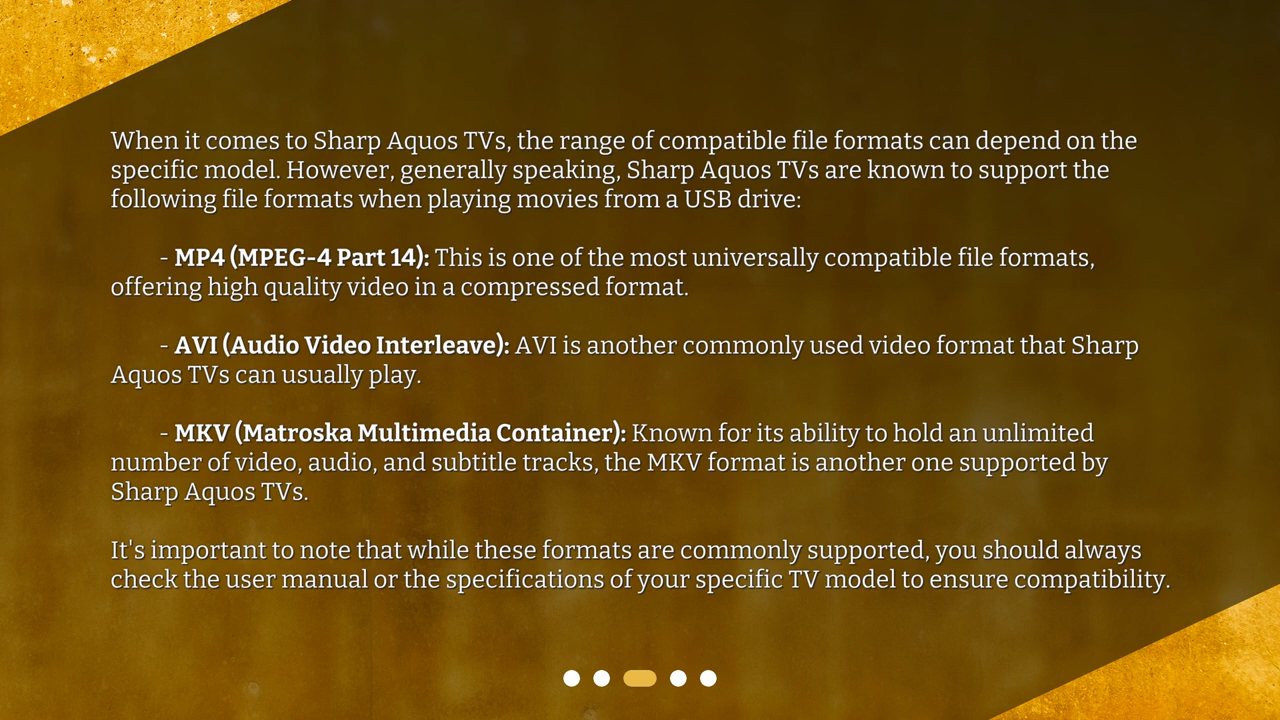 When it comes to Sharp Aquos TVs, the range of compatible file formats can depend on the
specific model. However, generally speaking, Sharp Aquos TVs are known to support the
following file formats when playing movies from a USB drive:
- MP4 (MPEG-4 Part 14): This is one of the most universally compatible file formats,
offering high quality video in a compressed format.
- AVI (Audio Video Interleave): AVI is another commonly used video format that Sharp
Aquos TVs can usually play.
- MKV (Matroska Multimedia Container): Known for its ability to hold an unlimited
number of video, audio, and subtitle tracks, the MKV format is another one supported by
Sharp Aquos TVs.
It's important to note that while these formats are commonly supported, you should always
check the user manual or the specifications of your specific TV model to ensure compatibility.